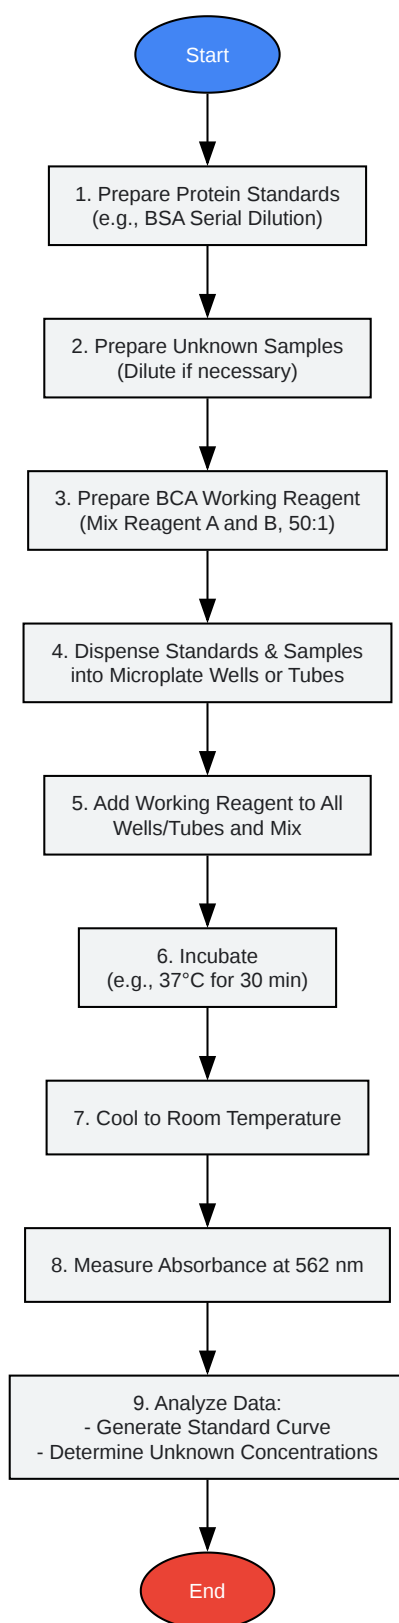 Start
1. Prepare Protein Standards
(e.g., BSA Serial Dilution)
2. Prepare Unknown Samples
(Dilute if necessary)
3. Prepare BCA Working Reagent
(Mix Reagent A and B, 50:1)
4. Dispense Standards & Samples
into Microplate Wells or Tubes
5. Add Working Reagent to All
Wells/Tubes and Mix
6. Incubate
(e.g., 37°C for 30 min)
7. Cool to Room Temperature
8. Measure Absorbance at 562 nm
9. Analyze Data:
- Generate Standard Curve
- Determine Unknown Concentrations
End